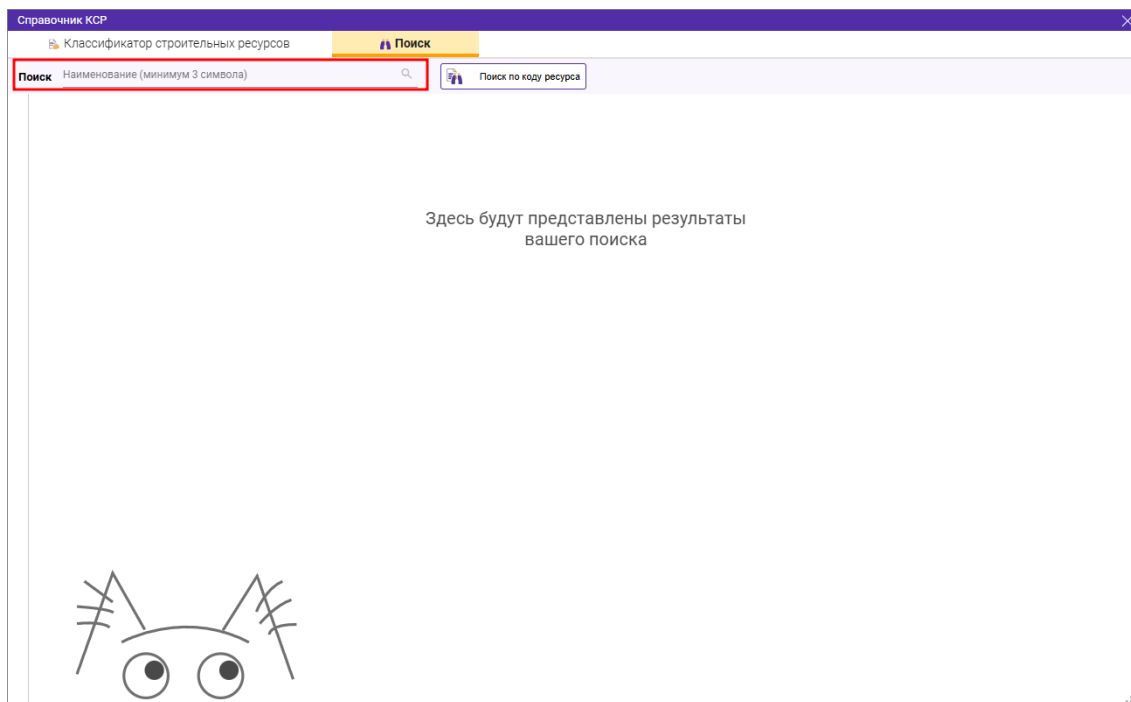 Справочник КСР
Классификатор строительных ресурсов
Поиск
Поиск Наименование (минимум 3 символа)
Поиск по коду ресурса
Здесь будут представлены результаты
вашего поиска